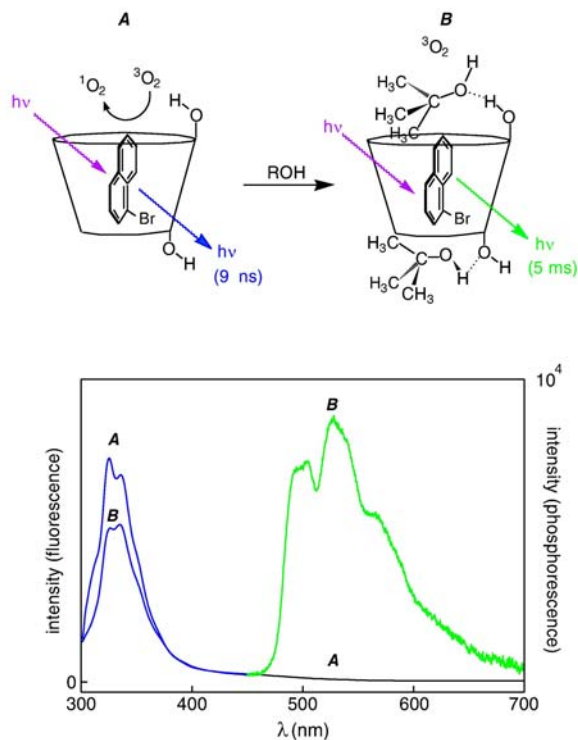 A
B
³O₂
¹O₂
³O₂
hν
H
O
Br
O
H
hν
(9 ns)
ROH
H₃C
H₃C
H₃C
C
O
H
H
O
hν
Br
H₃C
C
O
H
CH₃
CH₃
O
H
hν
(5 ms)
10⁴
intensity (fluorescence)
intensity (phosphorescence)
A
B
B
A
0
300
400
500
600
700
λ (nm)